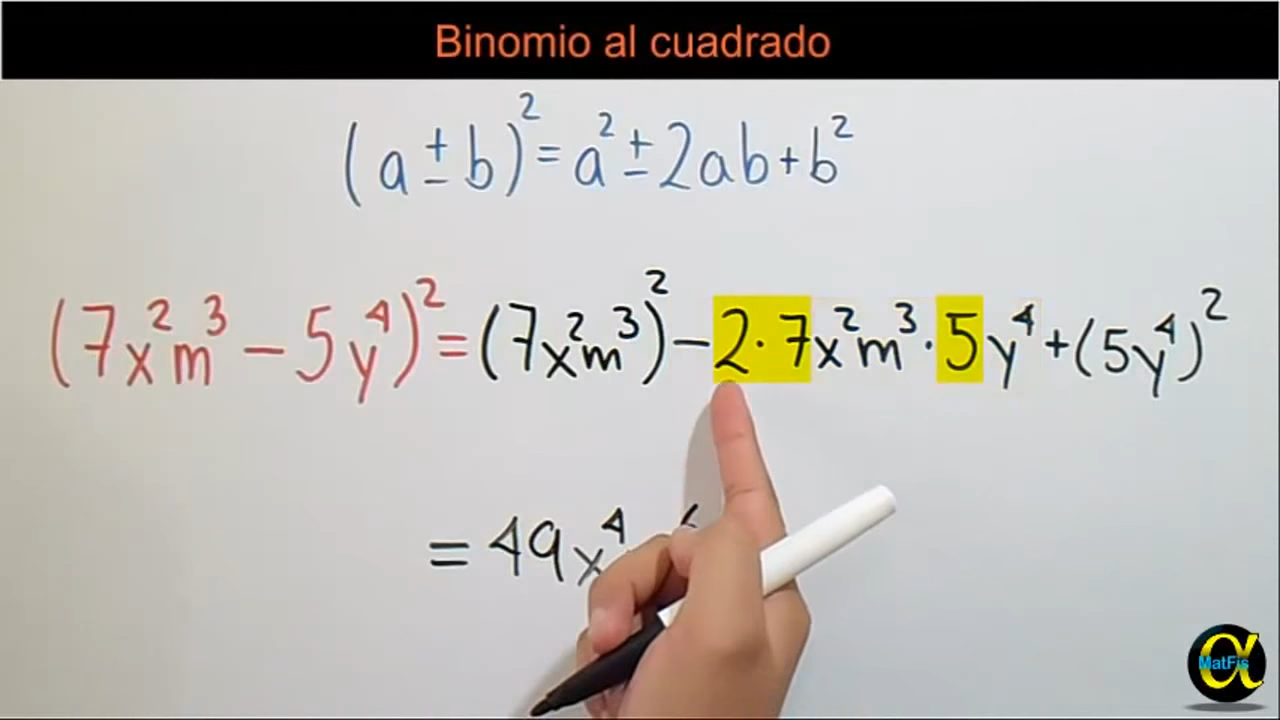 Binomio al cuadrado
(a ± b)² = a² ± 2ab + b²
(7x²m³ − 5y⁴)² = (7x²m³)² − 2·7x²m³·5y⁴ + (5y⁴)²
= 49x⁴
MatFis
α